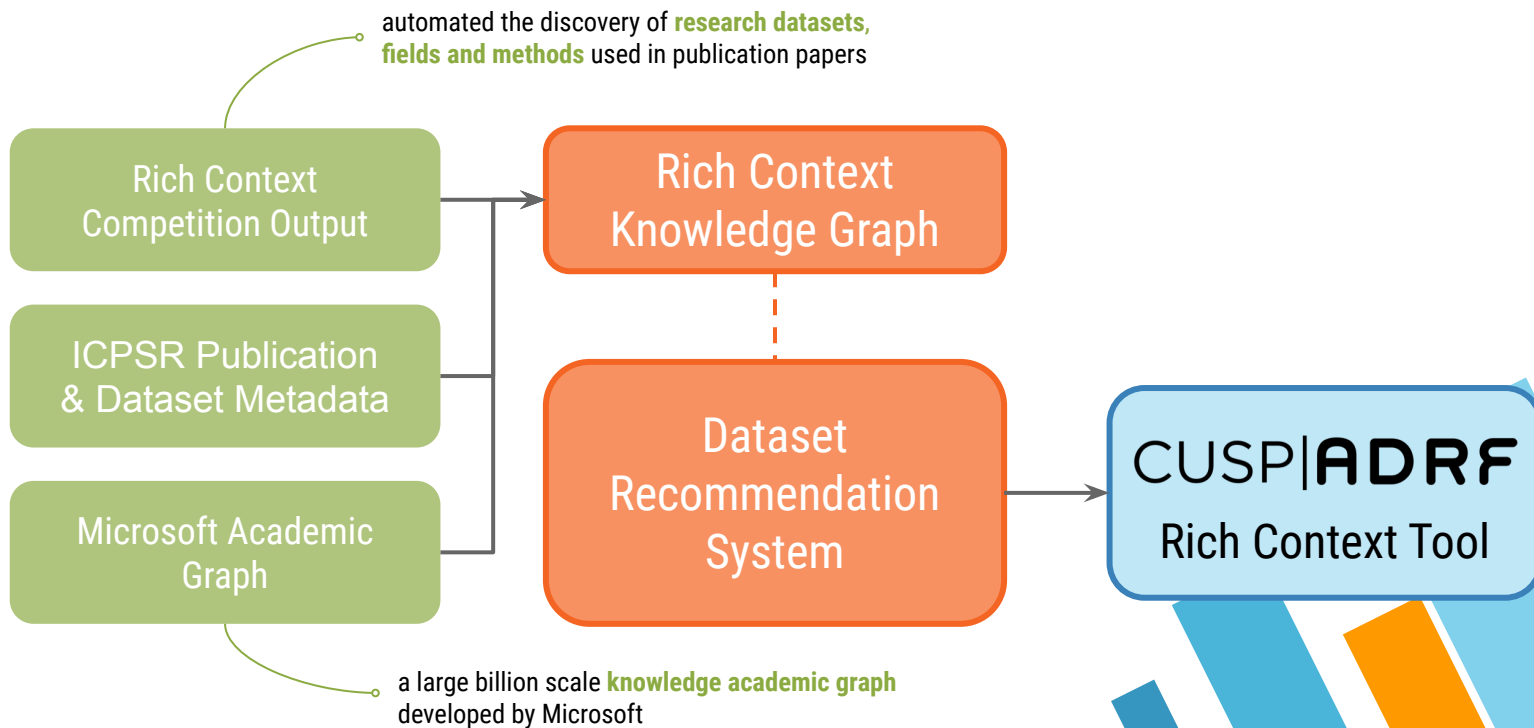 automated the discovery of research datasets,
fields and methods used in publication papers
Rich Context
Competition Output
Rich Context
Knowledge Graph
ICPSR Publication
& Dataset Metadata
Dataset
Recommendation
System
CUSP|ADRF
Rich Context Tool
Microsoft Academic
Graph
a large billion scale knowledge academic graph
developed by Microsoft